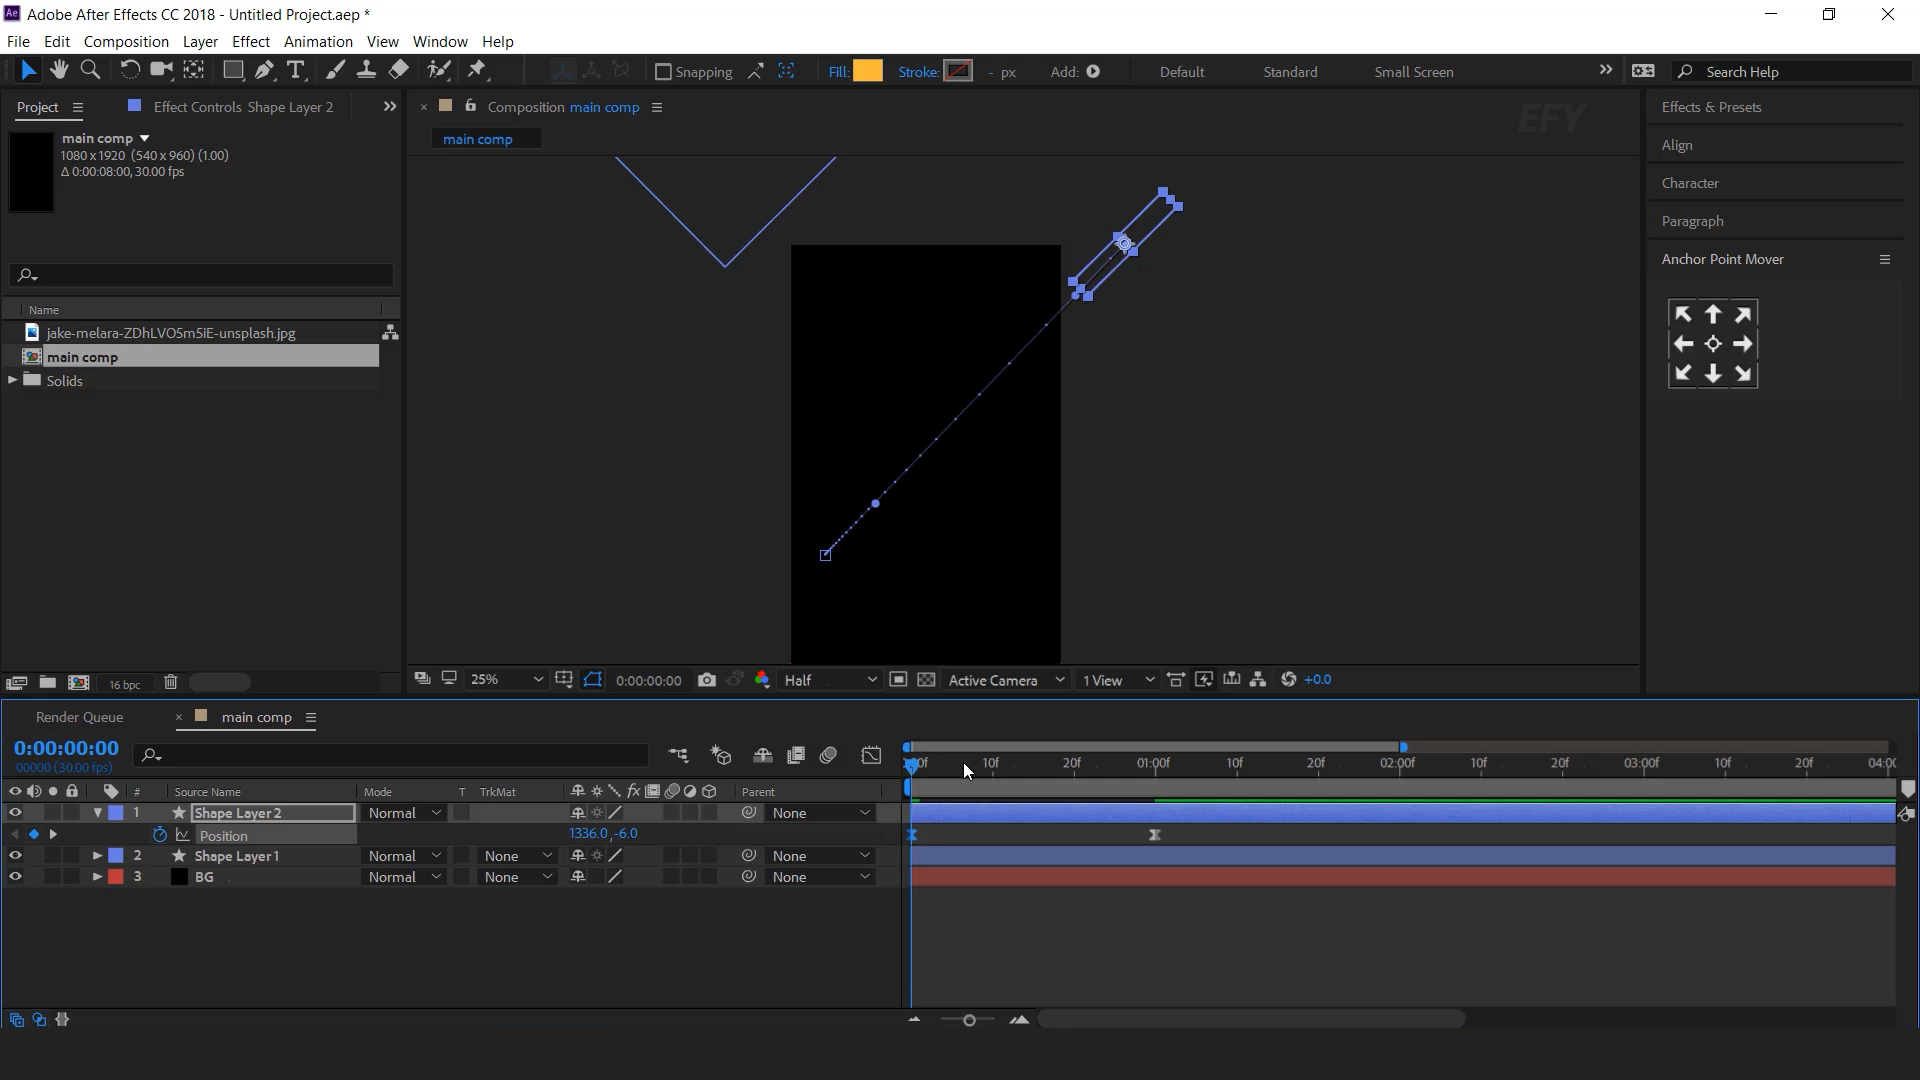 Ae Adobe After Effects CC 2018 - Untitled Project.aep *
File Edit Composition Layer Effect Animation View Window Help
Snapping Fill: Stroke: - px Add: Default Standard Small Screen Search Help
Project Effect Controls Shape Layer 2 Composition main comp EFY Effects & Presets
main comp
1080 x 1920 (540 x 960) (1.00)
Δ 0:00:08:00, 30.00 fps
main comp
Align
Character
Paragraph
Anchor Point Mover
Name
jake-melara-ZDhLVO5m5iE-unsplash.jpg
main comp
Solids
16 bpc
25% 0:00:00:00 Half Active Camera 1 View +0.0
Render Queue main comp
0:00:00:00
00000 (30.00 fps)
:00f 10f 20f 01:00f 10f 20f 02:00f 10f 20f 03:00f 10f 20f 04:00
# Source Name Mode T TrkMat fx Parent
1 Shape Layer 2 Normal None
Position 1336.0, -6.0
2 Shape Layer 1 Normal None None
3 BG Normal None None